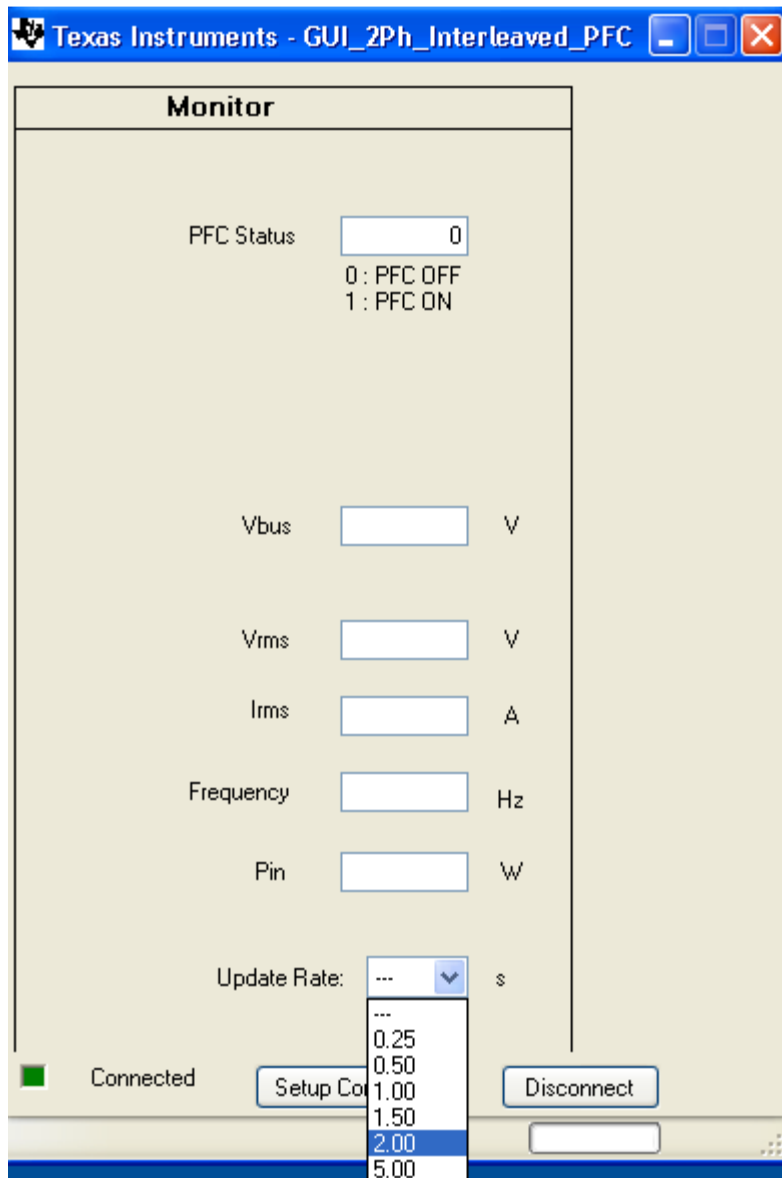 Texas Instruments - GUI_2Ph_Interleaved_PFC
Monitor
PFC Status 0
0 : PFC OFF
1 : PFC ON
Vbus V
Vrms V
Irms A
Frequency Hz
Pin W
Update Rate: --- s
---
0.25
0.50
1.00
1.50
2.00
5.00
Connected Setup Co Disconnect